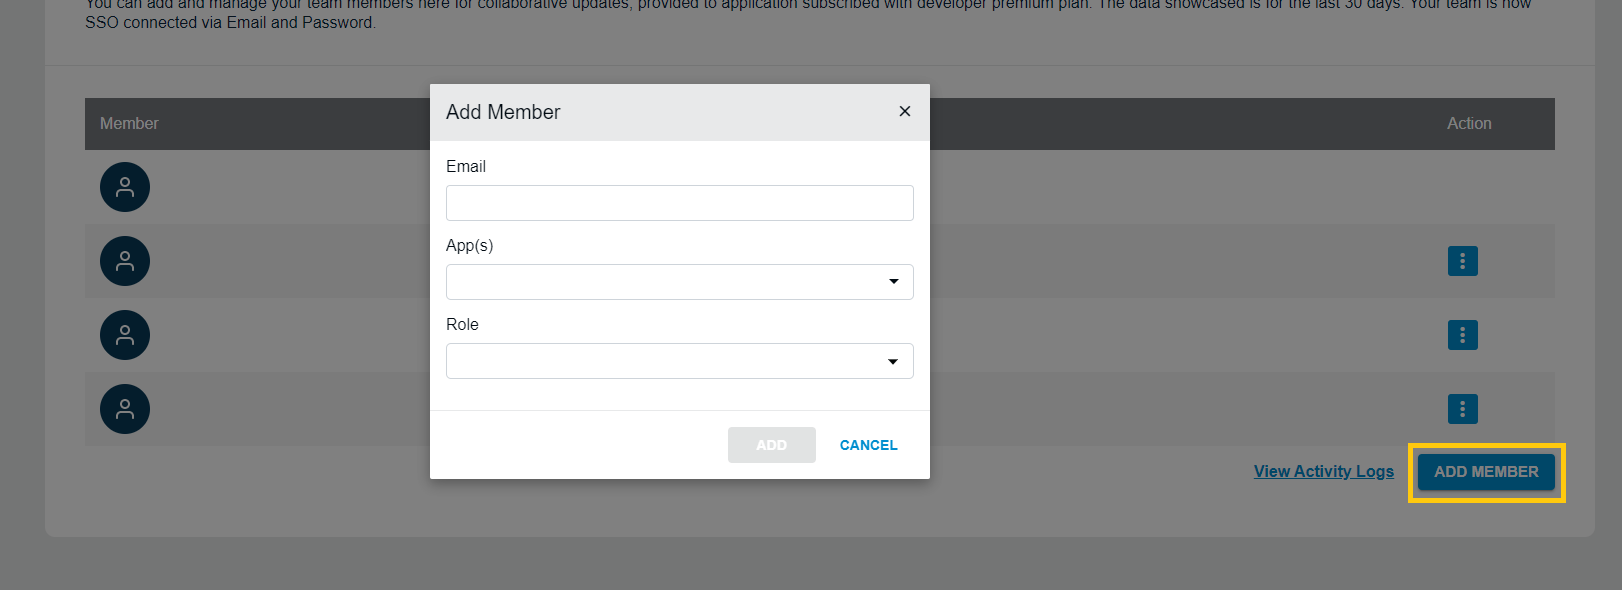 You can add and manage your team members here for collaborative updates, provided to application subscribed with developer premium plan. The data showcased is for the last 30 days. Your team is now
SSO connected via Email and Password.
Member
Action
Add Member
Email
App(s)
Role
ADD
CANCEL
View Activity Logs
ADD MEMBER